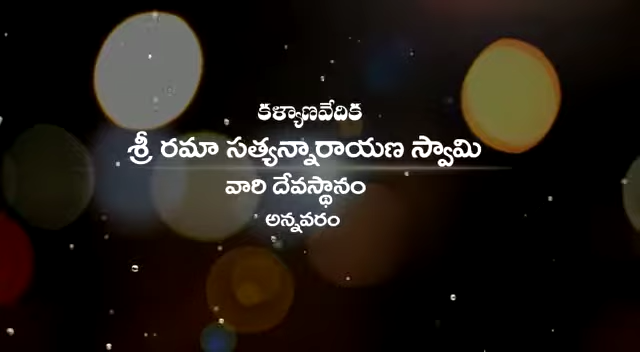 కళ్యాణవేదిక
శ్రీ రమా సత్యన్నారాయణ స్వామి
వారి దేవస్థానం
అన్నవరం